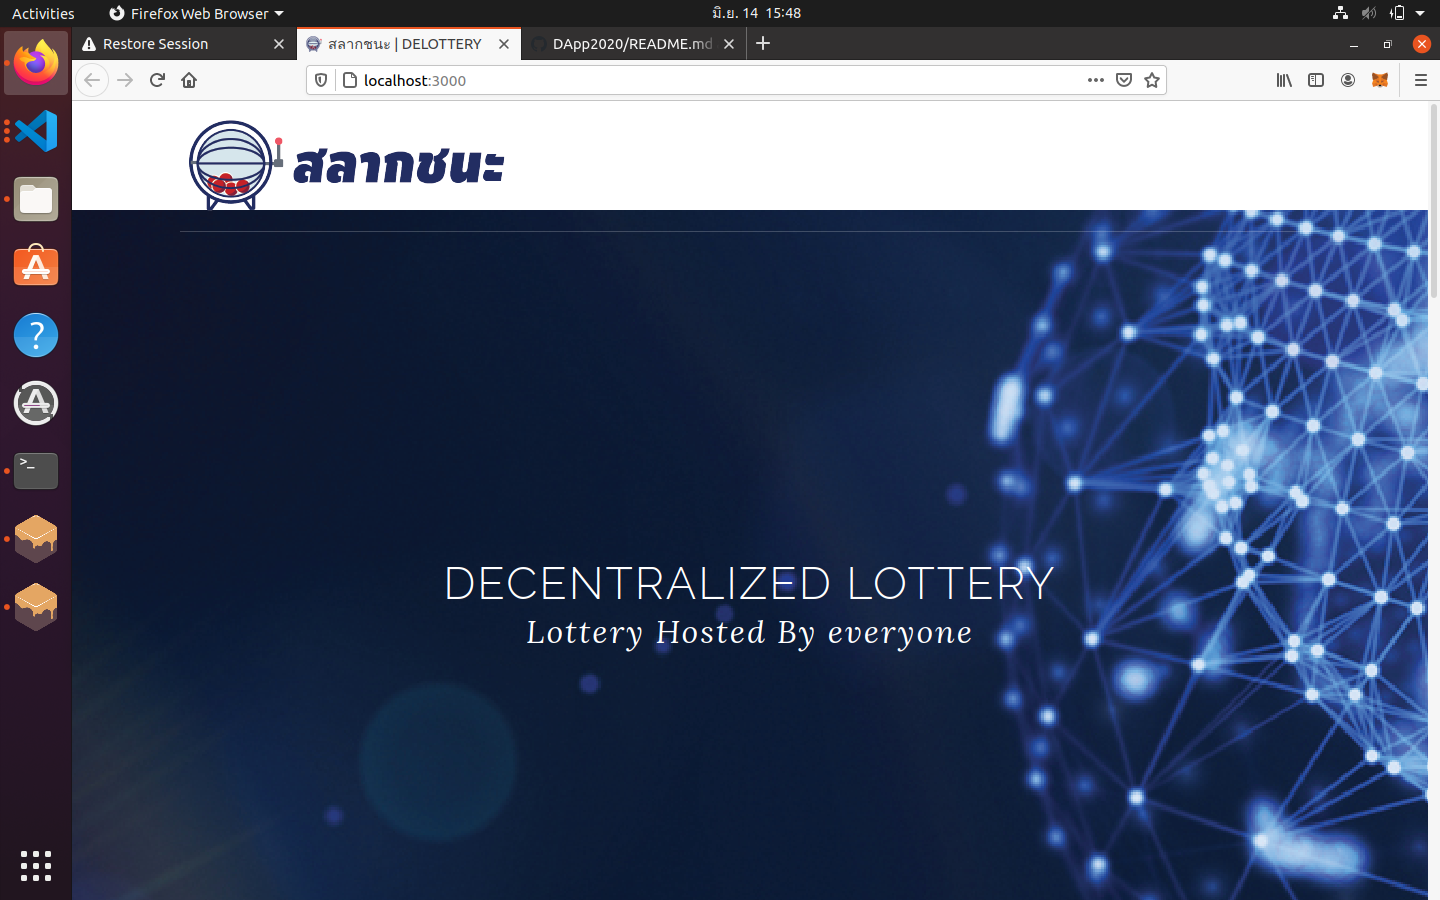 Activities
Firefox Web Browser
มิ.ย. 14 15:48
Restore Session
สลากชนะ | DELOTTERY
DApp2020/README.md
localhost:3000
สลากชนะ
DECENTRALIZED LOTTERY
Lottery Hosted By everyone